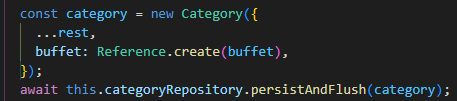 const category = new Category({
...rest,
buffet: Reference.create(buffet),
});
await this.categoryRepository.persistAndFlush(category);